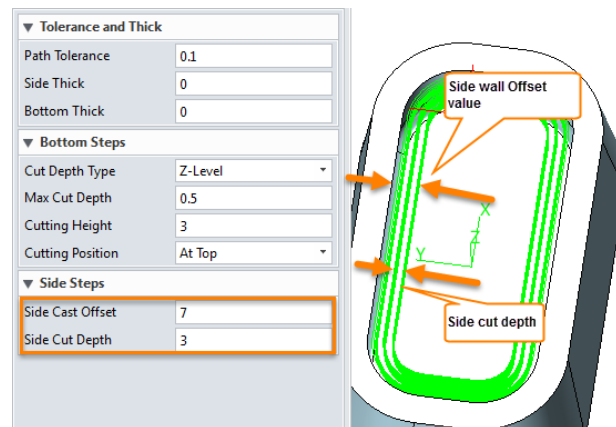 Tolerance and Thick
Path Tolerance 0.1
Side Thick 0
Bottom Thick 0
Bottom Steps
Cut Depth Type Z-Level
Max Cut Depth 0.5
Cutting Height 3
Cutting Position At Top
Side Steps
Side Cast Offset 7
Side Cut Depth 3
Side wall Offset
value
X
Y
Side cut depth